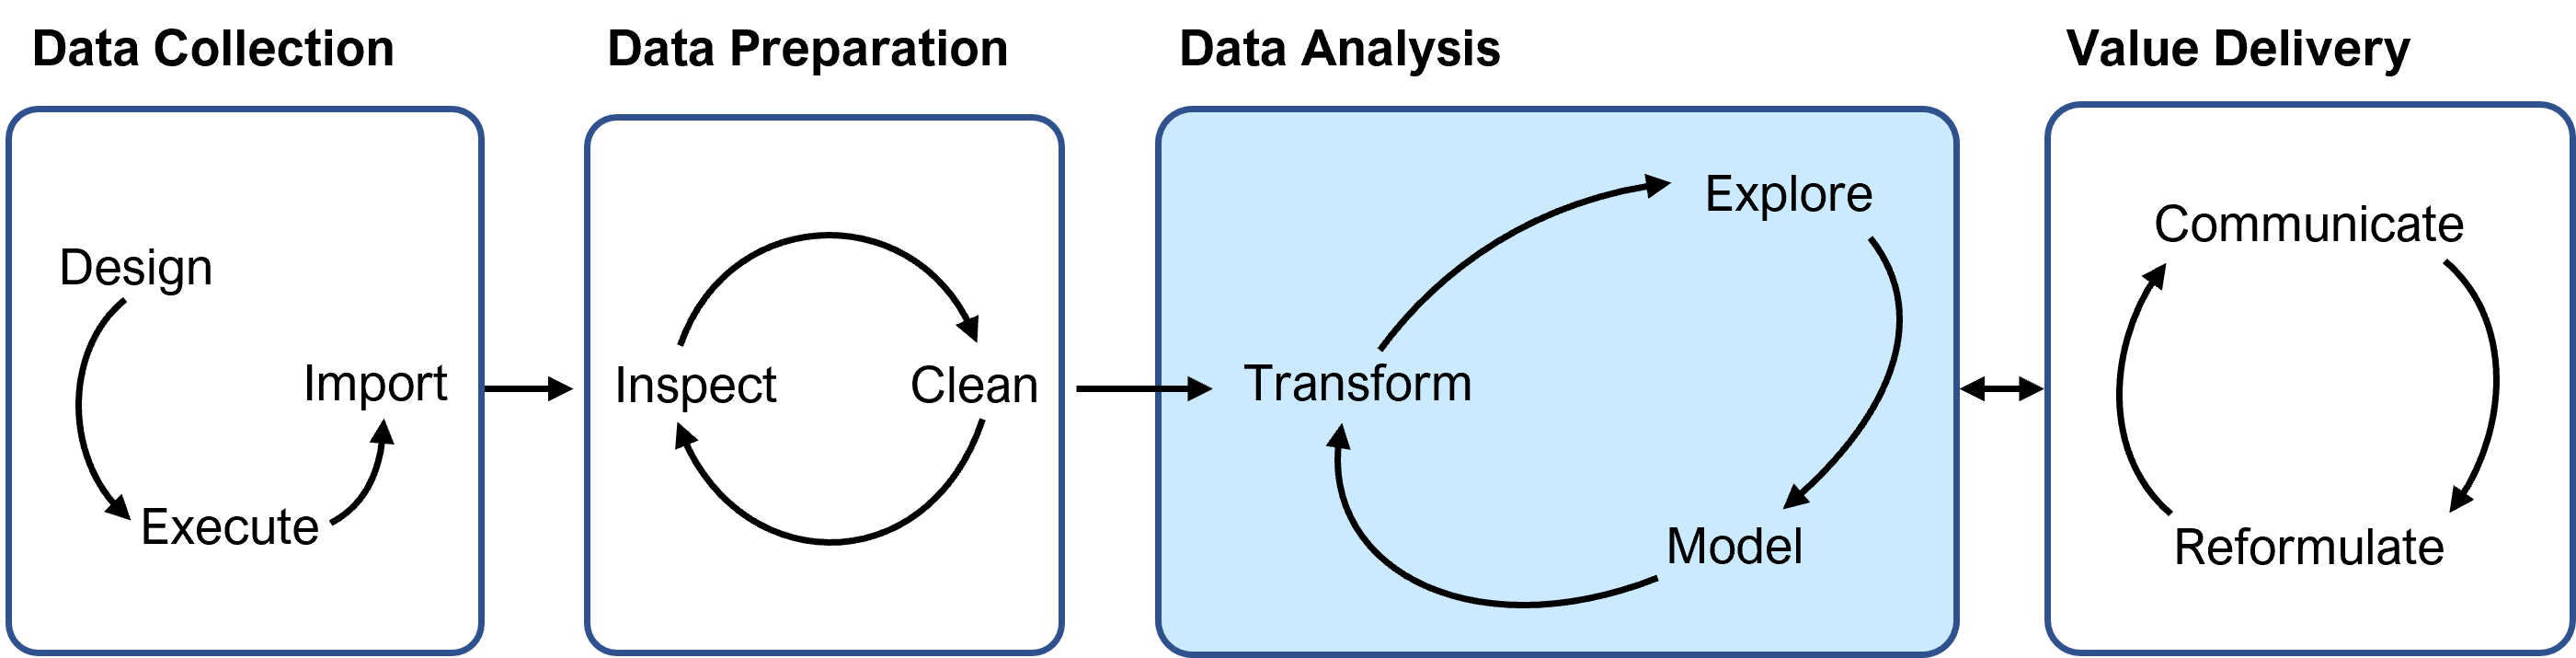 Data Collection
Design
Import
Execute
Data Preparation
Inspect
Clean
Data Analysis
Explore
Transform
Model
Value Delivery
Communicate
Reformulate